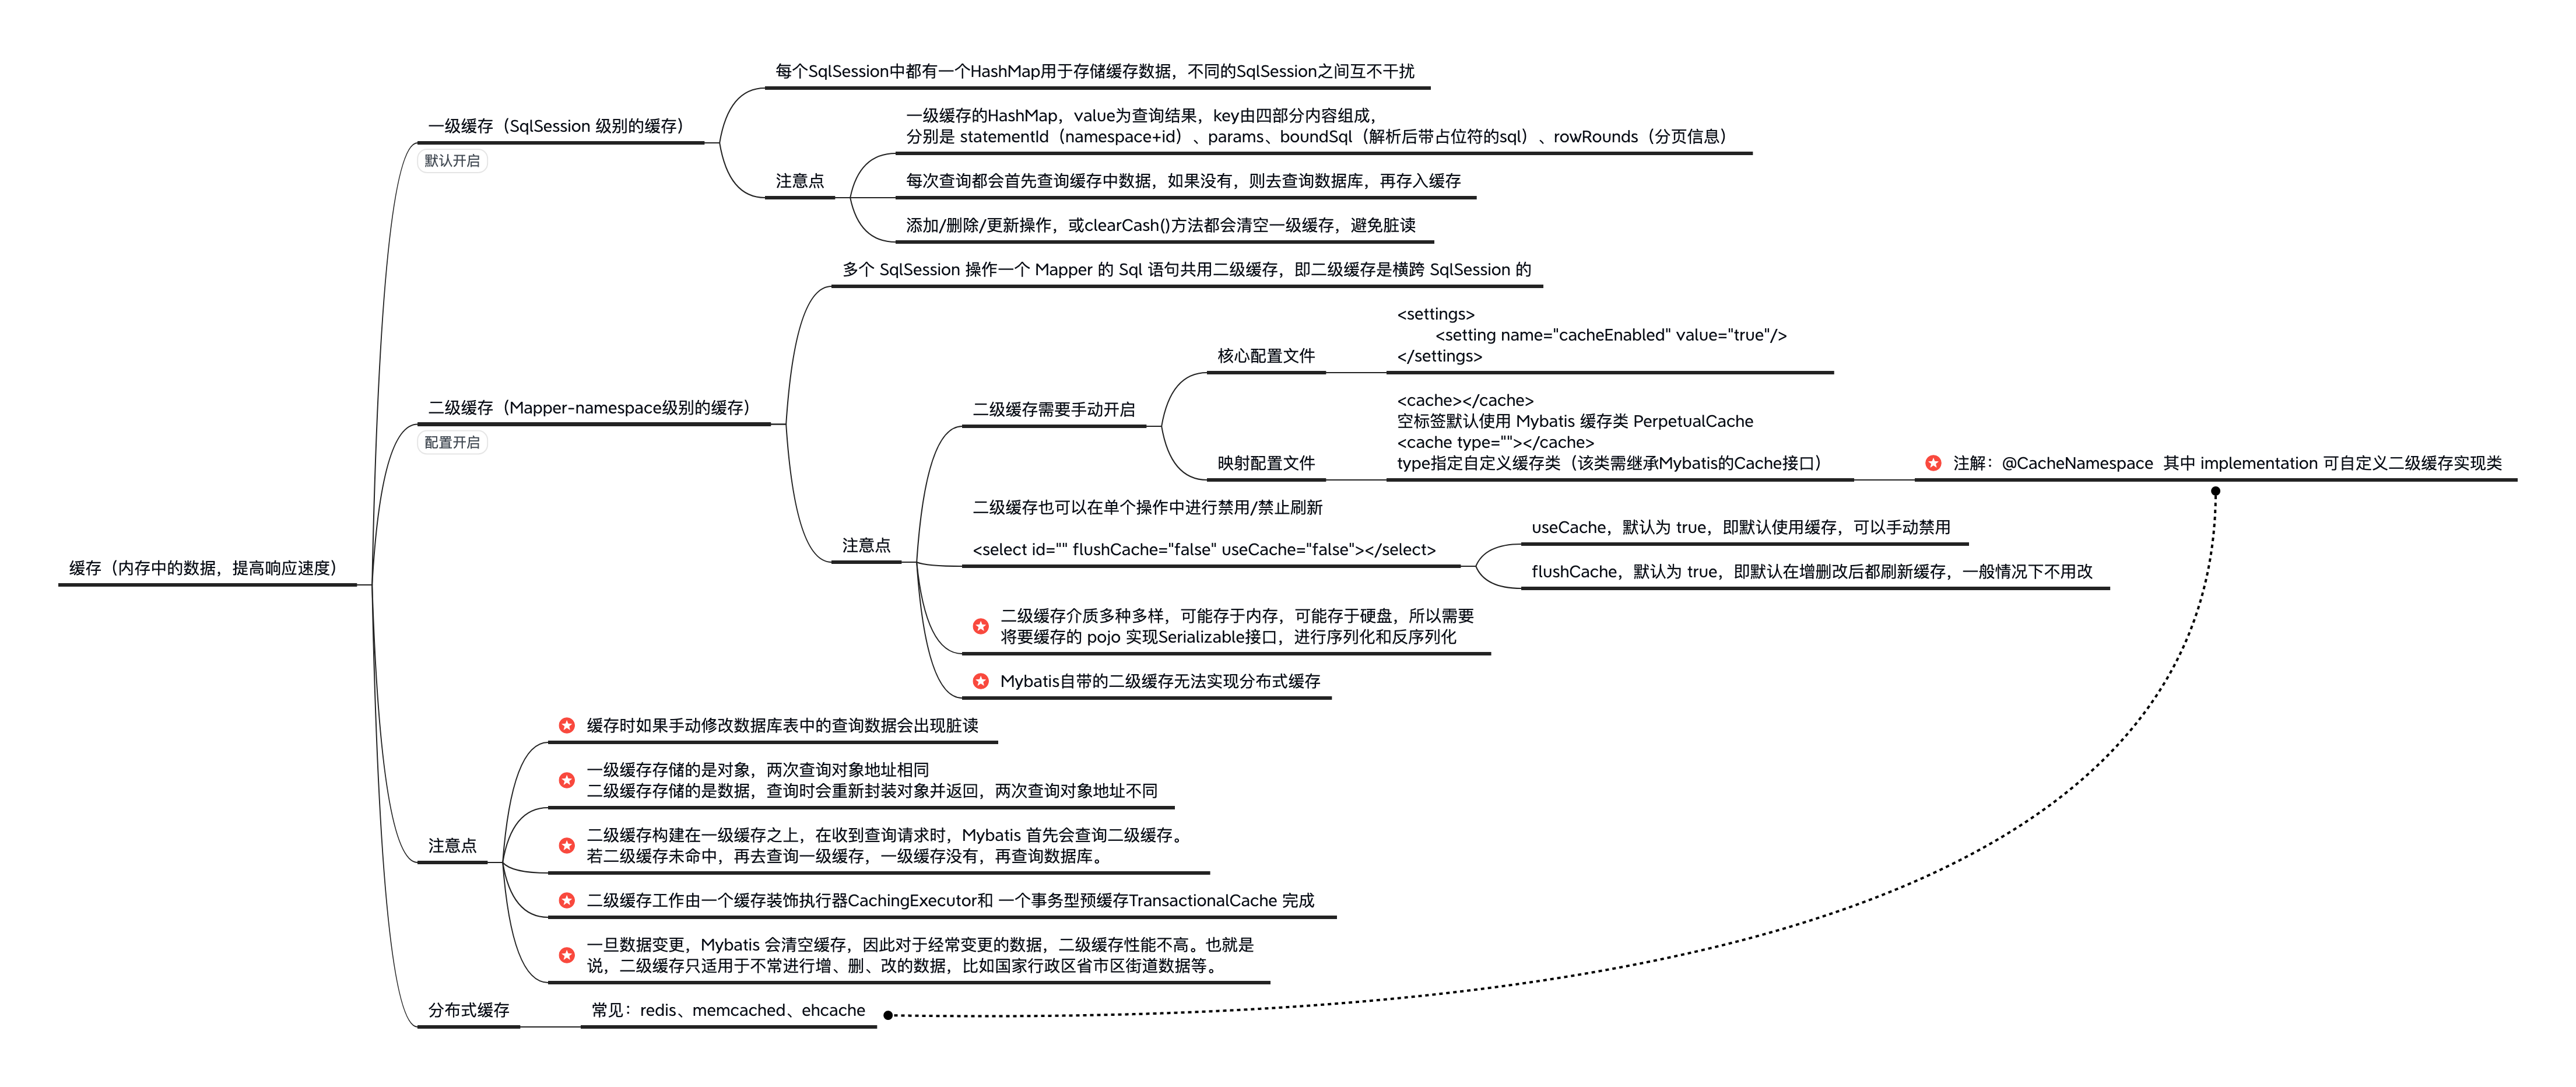 缓存（内存中的数据，提高响应速度）
一级缓存（SqlSession 级别的缓存）
默认开启
每个SqlSession中都有一个HashMap用于存储缓存数据，不同的SqlSession之间互不干扰
注意点
一级缓存的HashMap，value为查询结果，key由四部分内容组成，
分别是 statementId（namespace+id）、params、boundSql（解析后带占位符的sql）、rowRounds（分页信息）
每次查询都会首先查询缓存中数据，如果没有，则去查询数据库，再存入缓存
添加/删除/更新操作，或clearCash()方法都会清空一级缓存，避免脏读
二级缓存（Mapper-namespace级别的缓存）
配置开启
多个 SqlSession 操作一个 Mapper 的 Sql 语句共用二级缓存，即二级缓存是横跨 SqlSession 的
注意点
二级缓存需要手动开启
核心配置文件
<settings>
<setting name="cacheEnabled" value="true"/>
</settings>
映射配置文件
<cache></cache>
空标签默认使用 Mybatis 缓存类 PerpetualCache
<cache type=""></cache>
type指定自定义缓存类（该类需继承Mybatis的Cache接口）
注解：@CacheNamespace 其中 implementation 可自定义二级缓存实现类
二级缓存也可以在单个操作中进行禁用/禁止刷新
<select id="" flushCache="false" useCache="false"></select>
useCache，默认为 true，即默认使用缓存，可以手动禁用
flushCache，默认为 true，即默认在增删改后都刷新缓存，一般情况下不用改
二级缓存介质多种多样，可能存于内存，可能存于硬盘，所以需要
将要缓存的 pojo 实现Serializable接口，进行序列化和反序列化
Mybatis自带的二级缓存无法实现分布式缓存
注意点
缓存时如果手动修改数据库表中的查询数据会出现脏读
一级缓存存储的是对象，两次查询对象地址相同
二级缓存存储的是数据，查询时会重新封装对象并返回，两次查询对象地址不同
二级缓存构建在一级缓存之上，在收到查询请求时，Mybatis 首先会查询二级缓存。
若二级缓存未命中，再去查询一级缓存，一级缓存没有，再查询数据库。
二级缓存工作由一个缓存装饰执行器CachingExecutor和 一个事务型预缓存TransactionalCache 完成
一旦数据变更，Mybatis 会清空缓存，因此对于经常变更的数据，二级缓存性能不高。也就是
说，二级缓存只适用于不常进行增、删、改的数据，比如国家行政区省市区街道数据等。
分布式缓存
常见：redis、memcached、ehcache